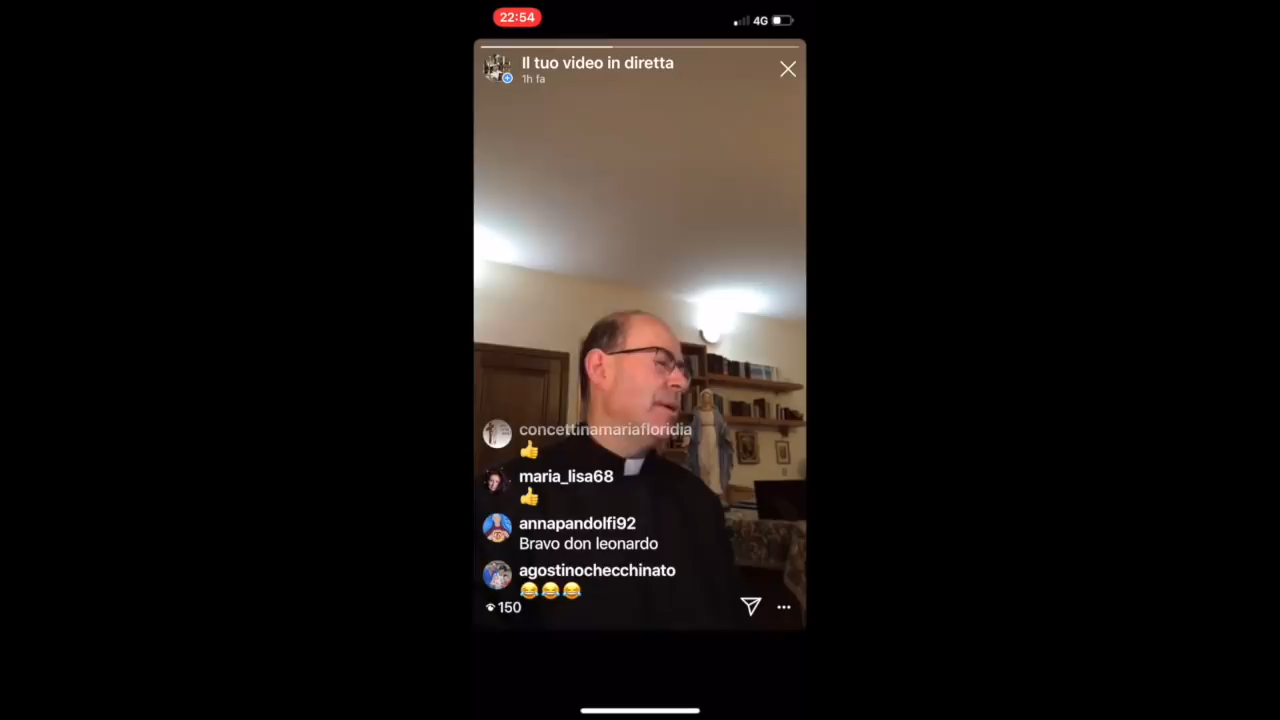 22:54
4G
Il tuo video in diretta
1h fa
concettinamariafloridia
👍
maria_lisa68
👍
annapandolfi92
Bravo don leonardo
agostinochecchinato
😂😂😂
150